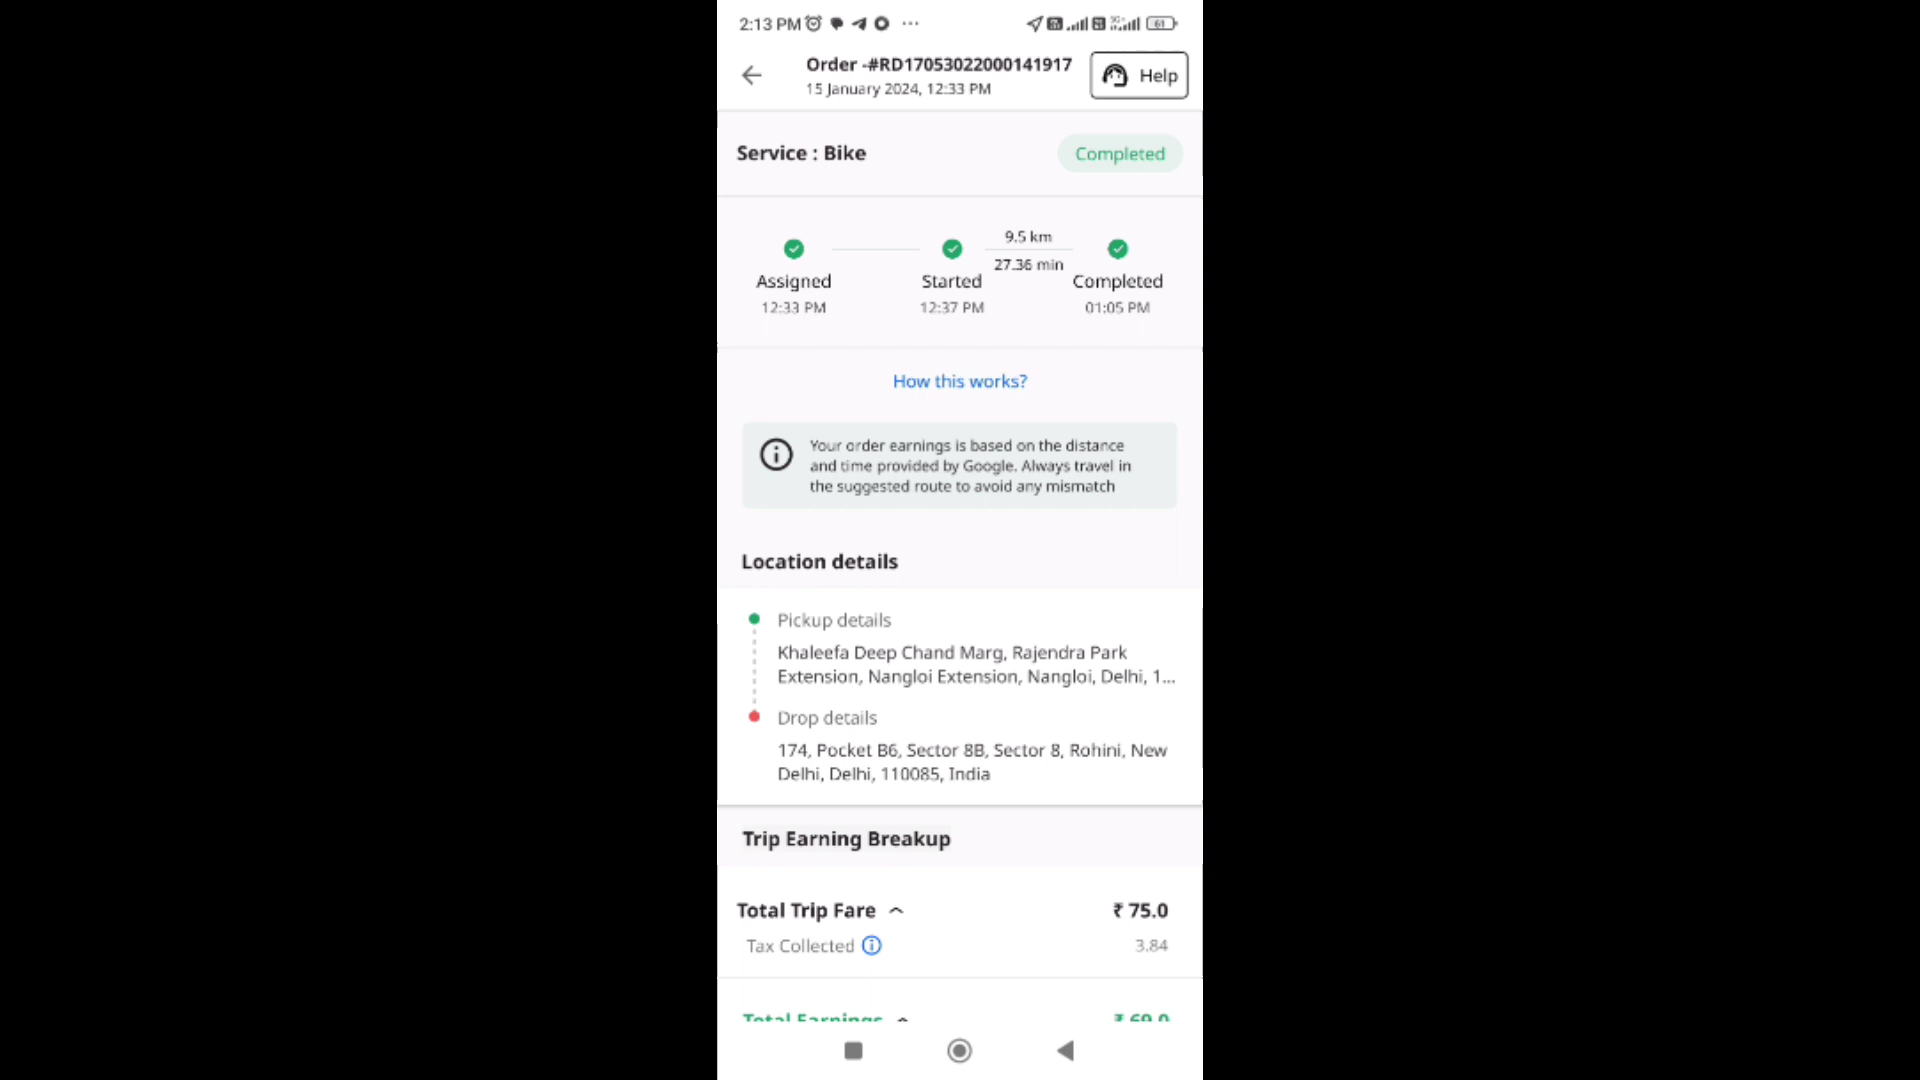 2:13 PM
61
Order -#RD17053022000141917
15 January 2024, 12:33 PM
Help
Service : Bike
Completed
9.5 km
27.36 min
Assigned
Started
Completed
12:33 PM
12:37 PM
01:05 PM
How this works?
Your order earnings is based on the distance
and time provided by Google. Always travel in
the suggested route to avoid any mismatch
Location details
Pickup details
Khaleefa Deep Chand Marg, Rajendra Park
Extension, Nangloi Extension, Nangloi, Delhi, 1...
Drop details
174, Pocket B6, Sector 8B, Sector 8, Rohini, New
Delhi, Delhi, 110085, India
Trip Earning Breakup
Total Trip Fare ₹ 75.0
Tax Collected 3.84
Total Earnings ₹ 69.0